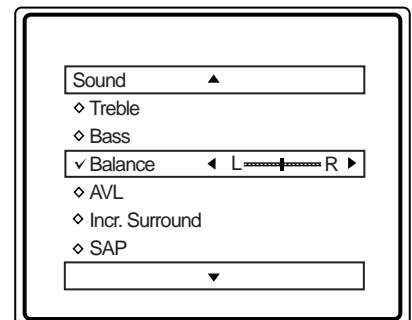 Sound
Treble
Bass
Balance L R
AVL
Incr. Surround
SAP